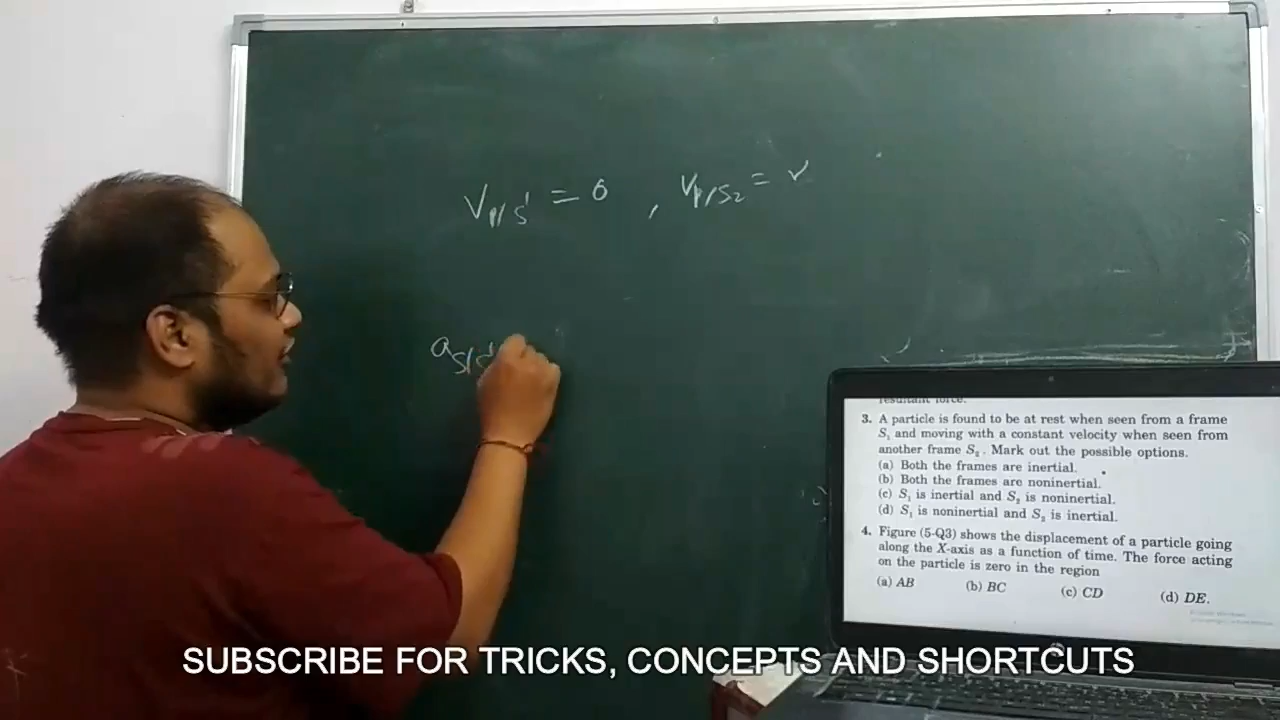 V P/S' = 0 , V P/S₂ = v
a S/S'
resultant force.
3. A particle is found to be at rest when seen from a frame
S₁ and moving with a constant velocity when seen from
another frame S₂. Mark out the possible options.
(a) Both the frames are inertial.
(b) Both the frames are noninertial.
(c) S₁ is inertial and S₂ is noninertial.
(d) S₁ is noninertial and S₂ is inertial.
4. Figure (5-Q3) shows the displacement of a particle going
along the X-axis as a function of time. The force acting
on the particle is zero in the region
(a) AB (b) BC (c) CD (d) DE.
SUBSCRIBE FOR TRICKS, CONCEPTS AND SHORTCUTS